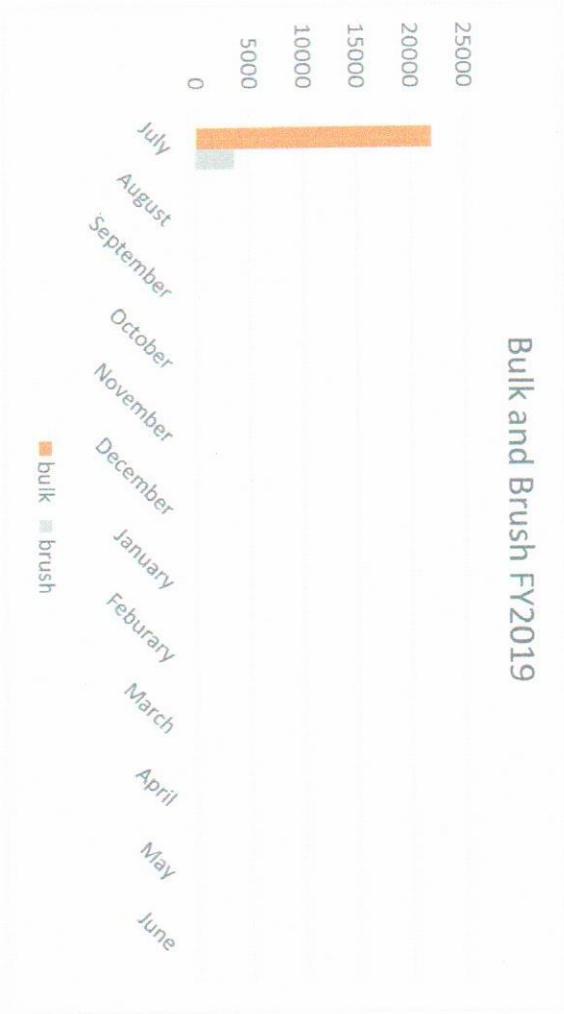 Bulk and Brush FY2019
25000
20000
15000
10000
5000
0
July
August
September
October
November
December
January
Feburary
March
April
May
June
bulk
brush